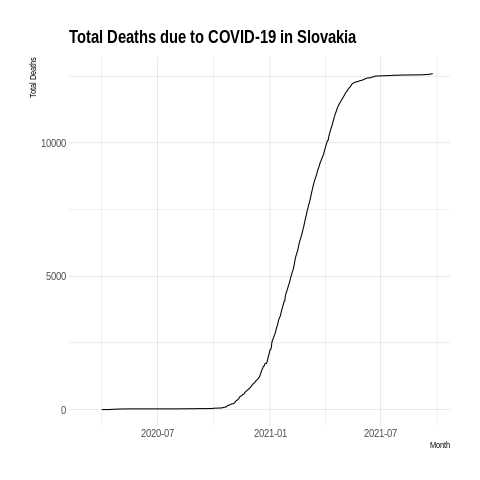 Total Deaths due to COVID-19 in Slovakia
Total Deaths
10000
5000
0
2020-07 2021-01 2021-07
Month